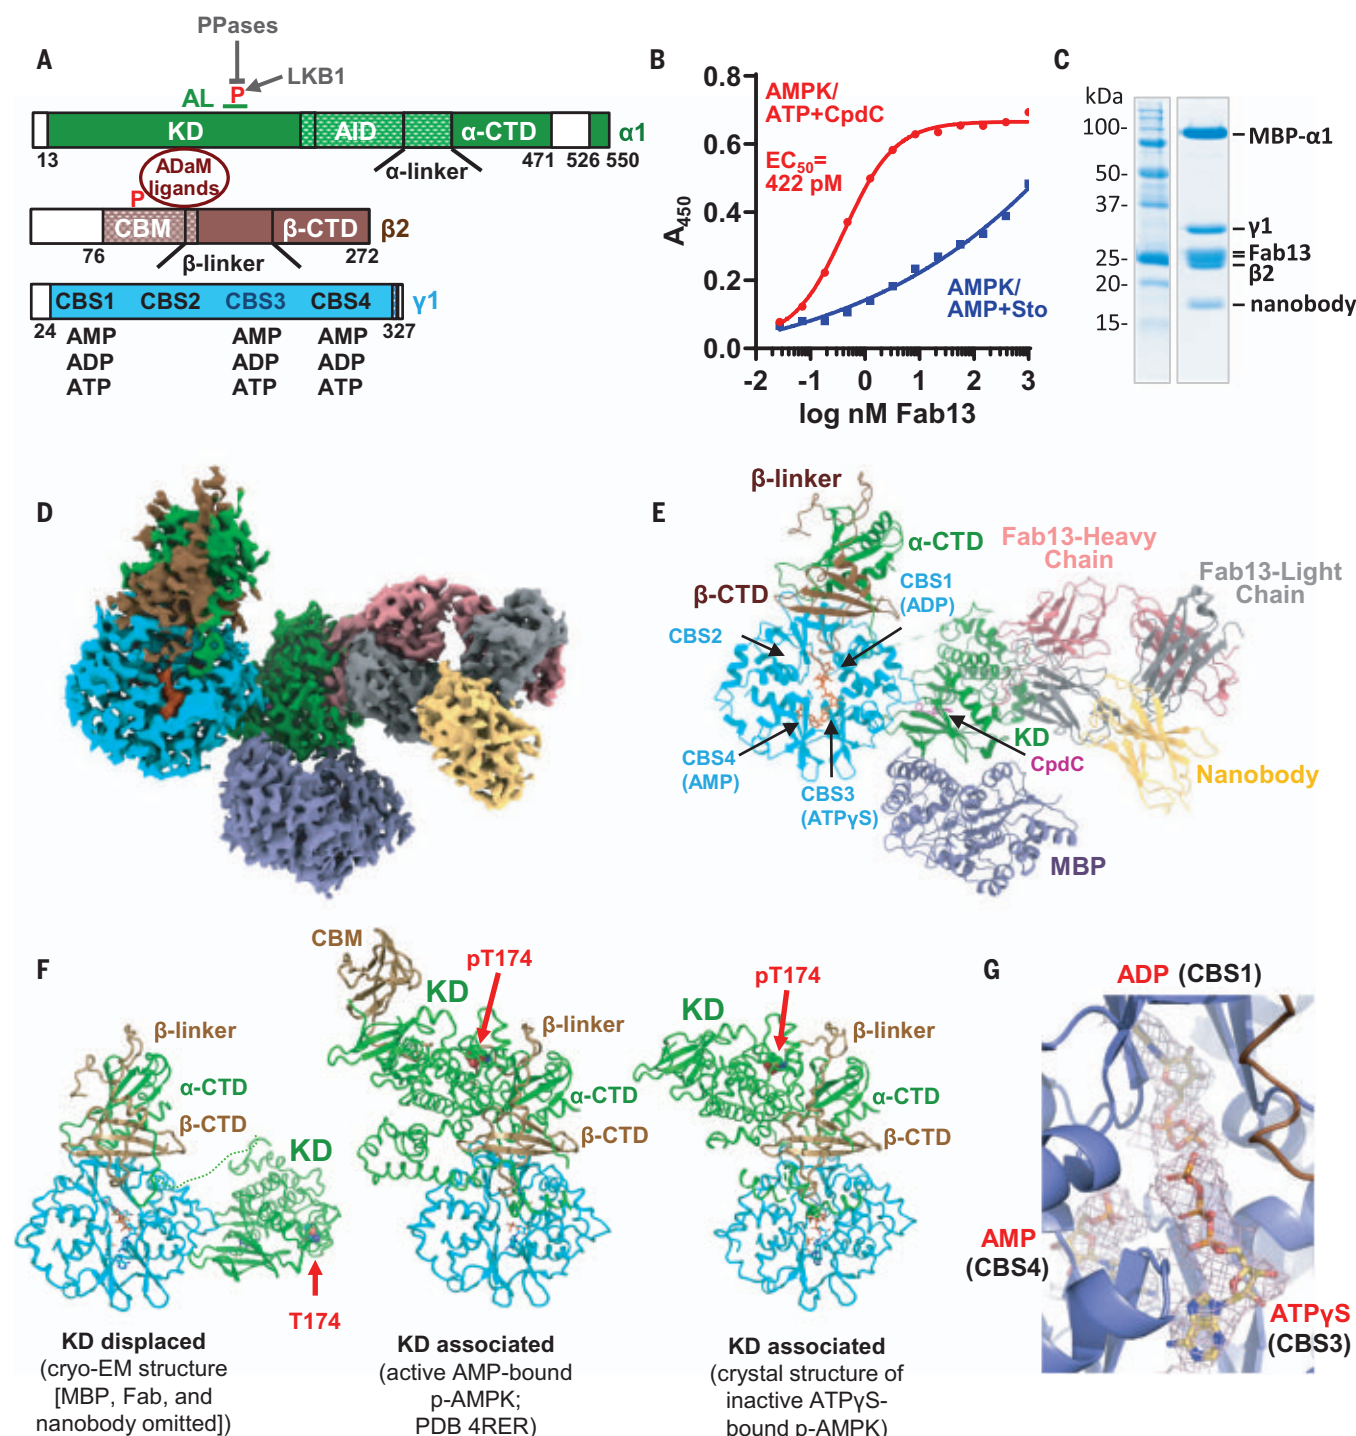 A
PPases
LKB1
P
AL
KD
AID
α-CTD
α1
13
471
526
550
α-linker
ADaM
ligands
P
CBM
β-CTD
β2
76
272
β-linker
CBS1
CBS2
CBS3
CBS4
γ1
24
327
AMP
AMP
AMP
ADP
ADP
ADP
ATP
ATP
ATP
B
0.8
0.6
0.4
0.2
0.0
A450
AMPK/
ATP+CpdC
EC50=
422 pM
AMPK/
AMP+Sto
-2
-1
0
1
2
3
log nM Fab13
C
kDa
100-
50-
37-
25-
20-
15-
MBP-α1
γ1
Fab13
β2
nanobody
D
E
β-linker
α-CTD
Fab13-Heavy
Chain
Fab13-Light
Chain
β-CTD
CBS1
(ADP)
CBS2
CBS4
(AMP)
CBS3
(ATPγS)
KD
CpdC
Nanobody
MBP
F
β-linker
α-CTD
β-CTD
KD
T174
KD displaced
(cryo-EM structure
[MBP, Fab, and
nanobody omitted])
CBM
KD
pT174
β-linker
α-CTD
β-CTD
KD associated
(active AMP-bound
p-AMPK;
PDB 4RER)
KD
pT174
β-linker
α-CTD
β-CTD
KD associated
(crystal structure of
inactive ATPγS-
bound p-AMPK)
G
ADP (CBS1)
AMP
(CBS4)
ATPγS
(CBS3)